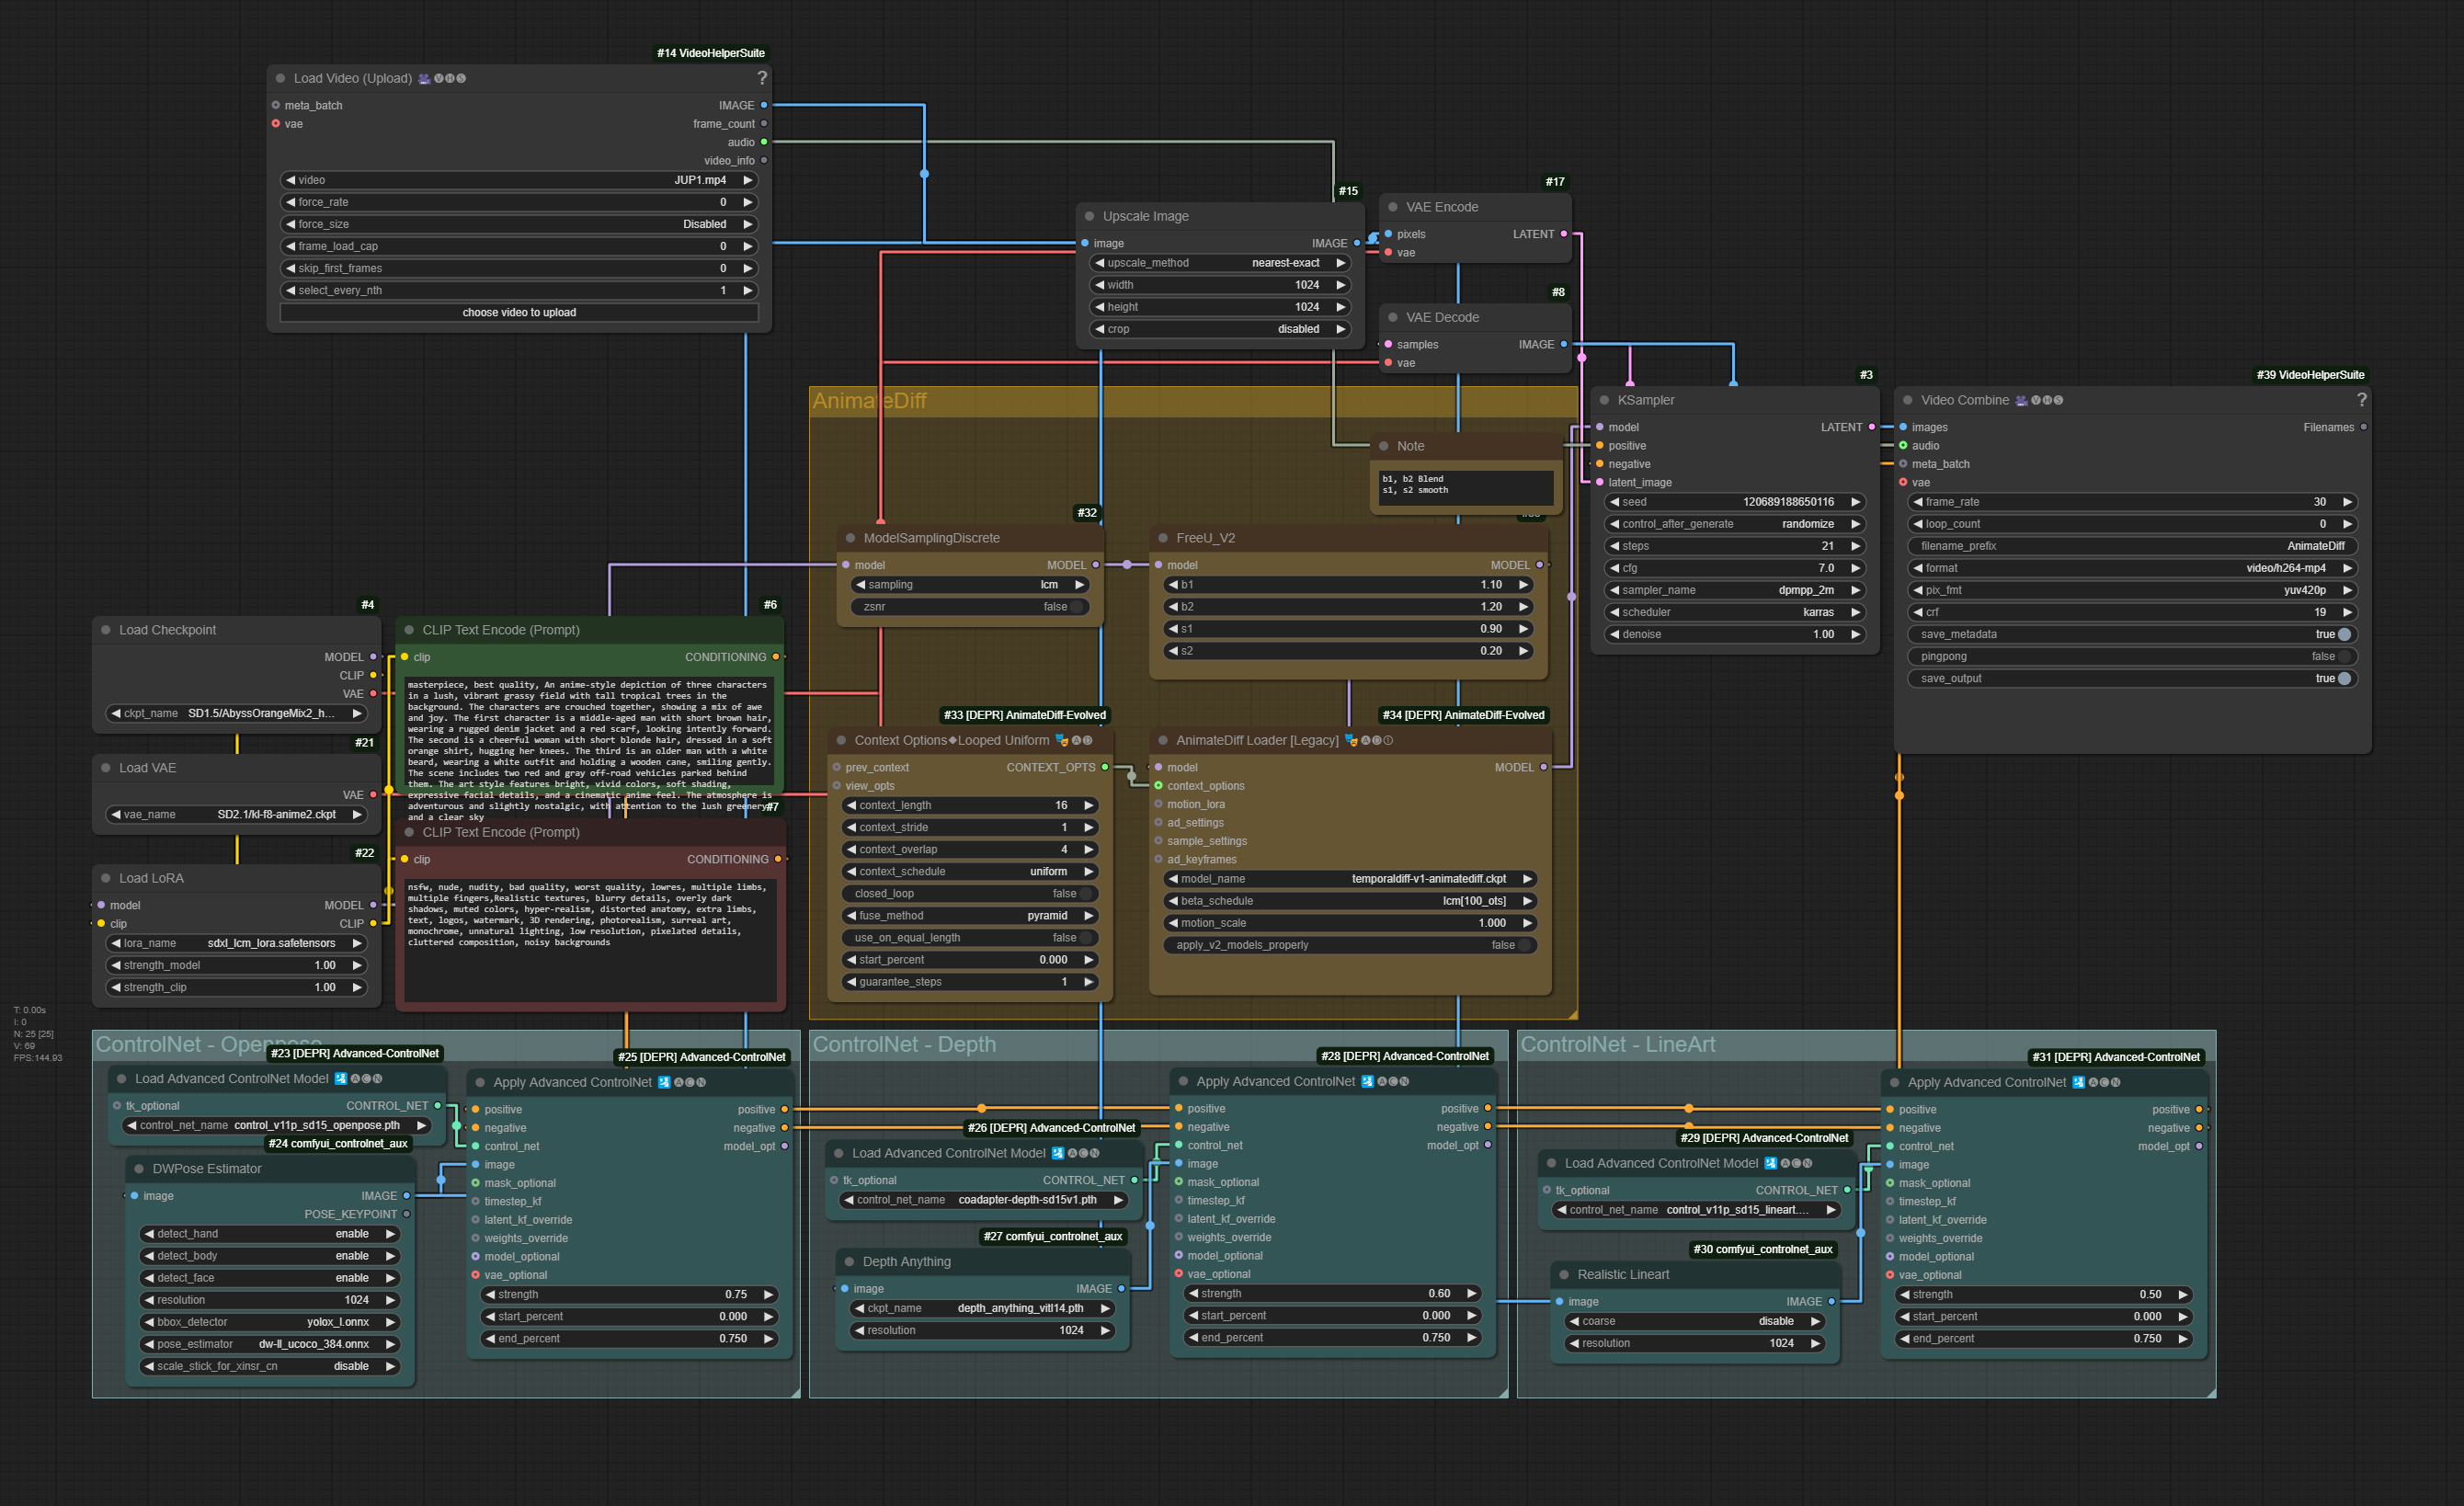 #14 VideoHelperSuite
Load Video (Upload) VHS
?
meta_batch
IMAGE
vae
frame_count
audio
video_info
video JUP1.mp4
force_rate 0
force_size Disabled
frame_load_cap 0
skip_first_frames 0
select_every_nth 1
choose video to upload
#15
Upscale Image
image IMAGE
upscale_method nearest-exact
width 1024
height 1024
crop disabled
#17
VAE Encode
pixels LATENT
vae
#8
VAE Decode
samples IMAGE
vae
#3
KSampler
model LATENT
positive
negative
latent_image
seed 120689188650116
control_after_generate randomize
steps 21
cfg 7.0
sampler_name dpmpp_2m
scheduler karras
denoise 1.00
#39 VideoHelperSuite
Video Combine VHS
?
images Filenames
audio
meta_batch
vae
frame_rate 30
loop_count 0
filename_prefix AnimateDiff
format video/h264-mp4
pix_fmt yuv420p
crf 19
save_metadata true
pingpong false
save_output true
AnimateDiff
Note
b1, b2 Blend
s1, s2 smooth
#32
ModelSamplingDiscrete
model MODEL
sampling lcm
zsnr false
FreeU_V2
model MODEL
b1 1.10
b2 1.20
s1 0.90
s2 0.20
#33 [DEPR] AnimateDiff-Evolved
Context Options◆Looped Uniform AD
prev_context CONTEXT_OPTS
view_opts
context_length 16
context_stride 1
context_overlap 4
context_schedule uniform
closed_loop false
fuse_method pyramid
use_on_equal_length false
start_percent 0.000
guarantee_steps 1
#34 [DEPR] AnimateDiff-Evolved
AnimateDiff Loader [Legacy] AD①
model MODEL
context_options
motion_lora
ad_settings
sample_settings
ad_keyframes
model_name temporaldiff-v1-animatediff.ckpt
beta_schedule lcm[100_ots]
motion_scale 1.000
apply_v2_models_properly false
#4
Load Checkpoint
MODEL
CLIP
VAE
ckpt_name SD1.5/AbyssOrangeMix2_h...
#21
Load VAE
VAE
vae_name SD2.1/kl-f8-anime2.ckpt
#22
Load LoRA
model MODEL
clip CLIP
lora_name sdxl_lcm_lora.safetensors
strength_model 1.00
strength_clip 1.00
#6
CLIP Text Encode (Prompt)
clip CONDITIONING
masterpiece, best quality, An anime-style depiction of three characters
in a lush, vibrant grassy field with tall tropical trees in the
background. The characters are crouched together, showing a mix of awe
and joy. The first character is a middle-aged man with short brown hair,
wearing a rugged denim jacket and a red scarf, looking intently forward.
The second is a cheerful woman with short blonde hair, dressed in a soft
orange shirt, hugging her knees. The third is an older man with a white
beard, wearing a white outfit and holding a wooden cane, smiling gently.
The scene includes two red and gray off-road vehicles parked behind
them. The art style features bright, vivid colors, soft shading,
expressive facial details, and a cinematic anime feel. The atmosphere is
adventurous and slightly nostalgic, with attention to the lush greenery
and a clear sky
#7
CLIP Text Encode (Prompt)
clip CONDITIONING
nsfw, nude, nudity, bad quality, worst quality, lowres, multiple limbs,
multiple fingers,Realistic textures, blurry details, overly dark
shadows, muted colors, hyper-realism, distorted anatomy, extra limbs,
text, logos, watermark, 3D rendering, photorealism, surreal art,
monochrome, unnatural lighting, low resolution, pixelated details,
cluttered composition, noisy backgrounds
T: 0.00s
I: 0
N: 25 [25]
V: 69
FPS:144.93
ControlNet - Openpose
#23 [DEPR] Advanced-ControlNet
Load Advanced ControlNet Model ACN
tk_optional CONTROL_NET
control_net_name control_v11p_sd15_openpose.pth
#24 comfyui_controlnet_aux
DWPose Estimator
image IMAGE
POSE_KEYPOINT
detect_hand enable
detect_body enable
detect_face enable
resolution 1024
bbox_detector yolox_l.onnx
pose_estimator dw-ll_ucoco_384.onnx
scale_stick_for_xinsr_cn disable
#25 [DEPR] Advanced-ControlNet
Apply Advanced ControlNet ACN
positive positive
negative negative
control_net model_opt
image
mask_optional
timestep_kf
latent_kf_override
weights_override
model_optional
vae_optional
strength 0.75
start_percent 0.000
end_percent 0.750
ControlNet - Depth
#26 [DEPR] Advanced-ControlNet
Load Advanced ControlNet Model ACN
tk_optional CONTROL_NET
control_net_name coadapter-depth-sd15v1.pth
#27 comfyui_controlnet_aux
Depth Anything
image IMAGE
ckpt_name depth_anything_vitl14.pth
resolution 1024
#28 [DEPR] Advanced-ControlNet
Apply Advanced ControlNet ACN
positive positive
negative negative
control_net model_opt
image
mask_optional
timestep_kf
latent_kf_override
weights_override
model_optional
vae_optional
strength 0.60
start_percent 0.000
end_percent 0.750
ControlNet - LineArt
#29 [DEPR] Advanced-ControlNet
Load Advanced ControlNet Model ACN
tk_optional CONTROL_NET
control_net_name control_v11p_sd15_lineart....
#30 comfyui_controlnet_aux
Realistic Lineart
image IMAGE
coarse disable
resolution 1024
#31 [DEPR] Advanced-ControlNet
Apply Advanced ControlNet ACN
positive positive
negative negative
control_net model_opt
image
mask_optional
timestep_kf
latent_kf_override
weights_override
model_optional
vae_optional
strength 0.50
start_percent 0.000
end_percent 0.750